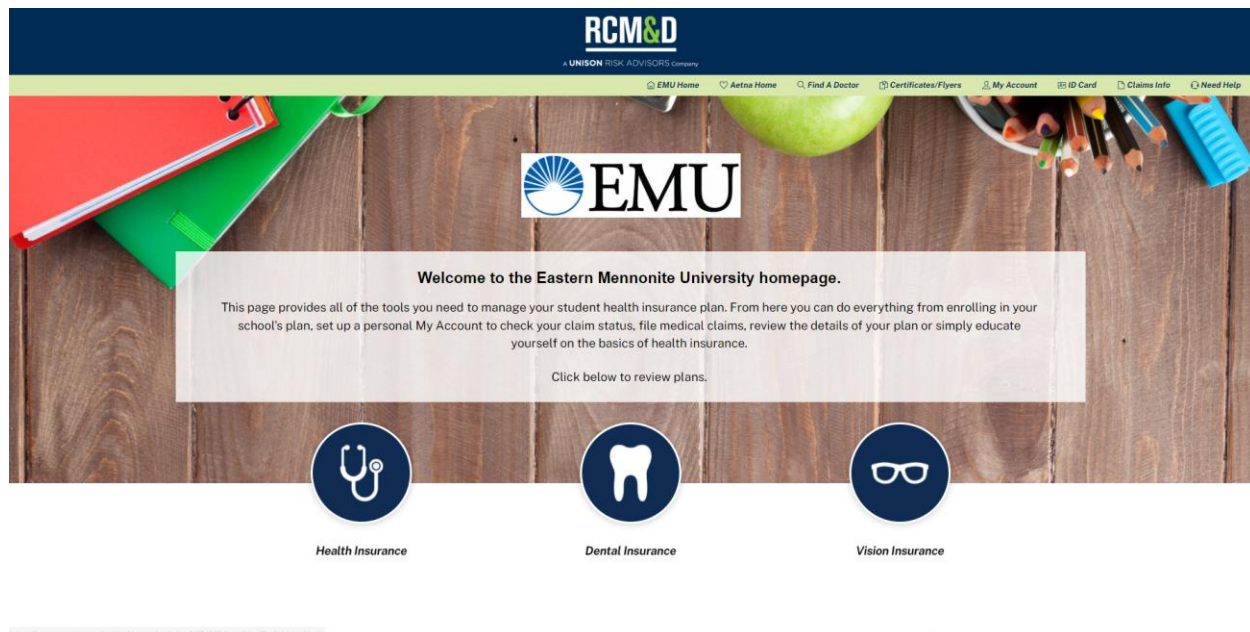 RCM&D
A UNISON RISK ADVISORS Company
EMU Home Aetna Home Find A Doctor Certificates/Flyers My Account ID Card Claims Info Need Help
EMU
Welcome to the Eastern Mennonite University homepage.
This page provides all of the tools you need to manage your student health insurance plan. From here you can do everything from enrolling in your
school's plan, set up a personal My Account to check your claim status, file medical claims, review the details of your plan or simply educate
yourself on the basics of health insurance.
Click below to review plans.
Health Insurance Dental Insurance Vision Insurance